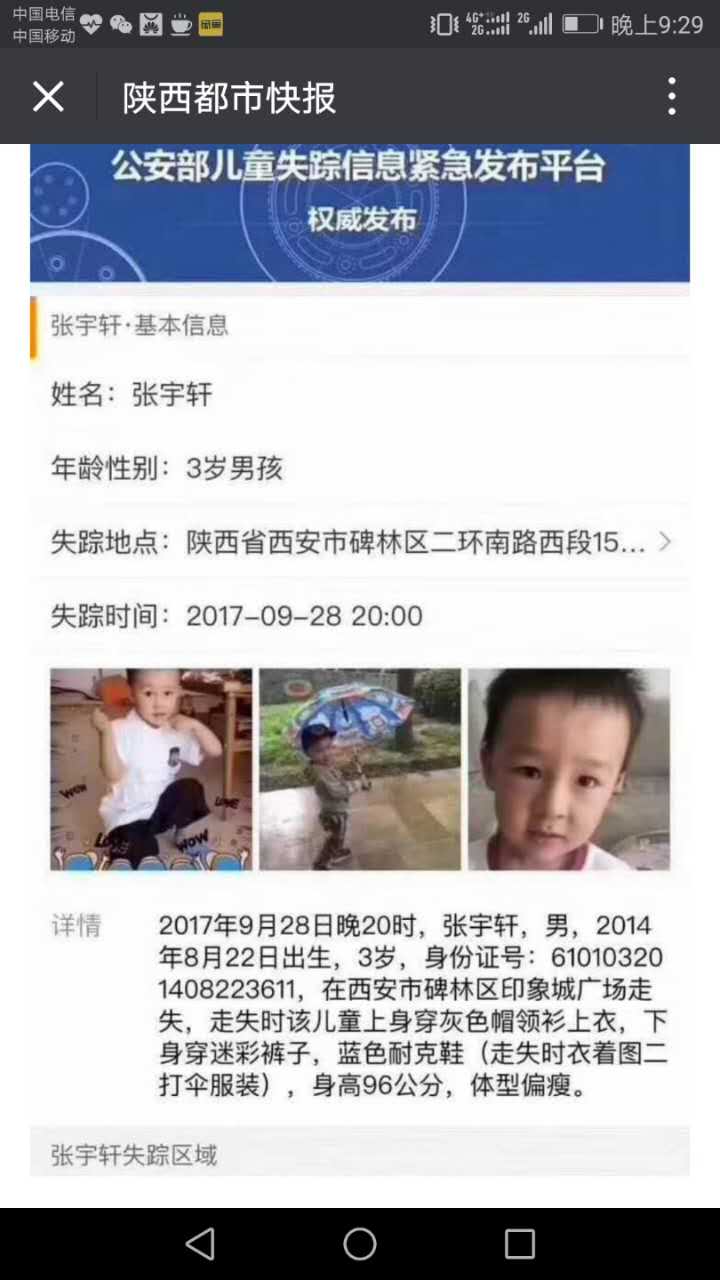 中国电信
中国移动
4G+
2G
2G
晚上9:29
陕西都市快报
公安部儿童失踪信息紧急发布平台
权威发布
张宇轩·基本信息
姓名：张宇轩
年龄性别：3岁男孩
失踪地点：陕西省西安市碑林区二环南路西段15...
失踪时间：2017-09-28 20:00
WOW
LOVE
LOVE
WOW
详情
2017年9月28日晚20时，张宇轩，男，2014
年8月22日出生，3岁，身份证号：61010320
1408223611，在西安市碑林区印象城广场走
失，走失时该儿童上身穿灰色帽领衫上衣，下
身穿迷彩裤子，蓝色耐克鞋（走失时衣着图二
打伞服装），身高96公分，体型偏瘦。
张宇轩失踪区域